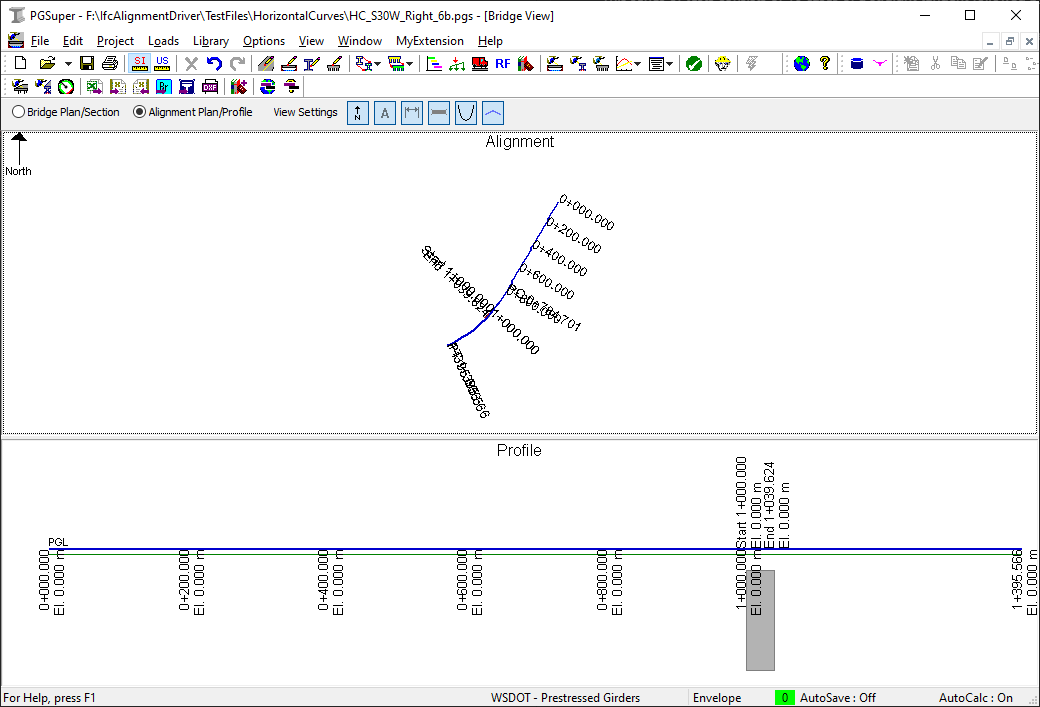 PGSuper - F:\IfcAlignmentDriver\TestFiles\HorizontalCurves\HC_S30W_Right_6b.pgs - [Bridge View]
File Edit Project Loads Library Options View Window MyExtension Help
SI US RF
DXF
Bridge Plan/Section Alignment Plan/Profile View Settings N A
Alignment
North
0+000.000
0+200.000
0+400.000
0+600.000
0+800.000
PC 0+784.701
Start 1+000.000
End 1+039.624
1+000.000
Profile
PGL
0+000.000
El. 0.000 m
0+200.000
El. 0.000 m
0+400.000
El. 0.000 m
0+600.000
El. 0.000 m
0+800.000
El. 0.000 m
1+000.000
El. 0.000 m
Start 1+000.000
El. 0.000 m
End 1+039.624
El. 0.000 m
1+395.566
El. 0.000 m
For Help, press F1 WSDOT - Prestressed Girders Envelope 0 AutoSave : Off AutoCalc : On